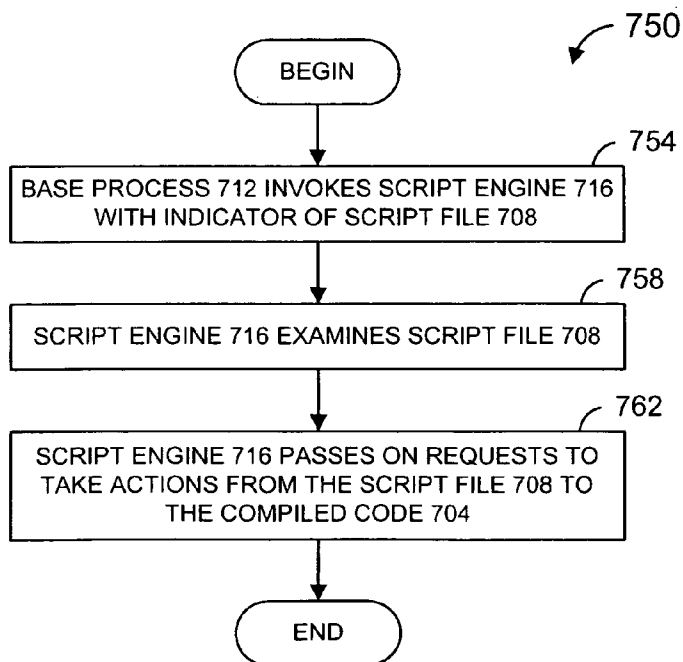 750
BEGIN
754
BASE PROCESS 712 INVOKES SCRIPT ENGINE 716
WITH INDICATOR OF SCRIPT FILE 708
758
SCRIPT ENGINE 716 EXAMINES SCRIPT FILE 708
762
SCRIPT ENGINE 716 PASSES ON REQUESTS TO
TAKE ACTIONS FROM THE SCRIPT FILE 708 TO
THE COMPILED CODE 704
END